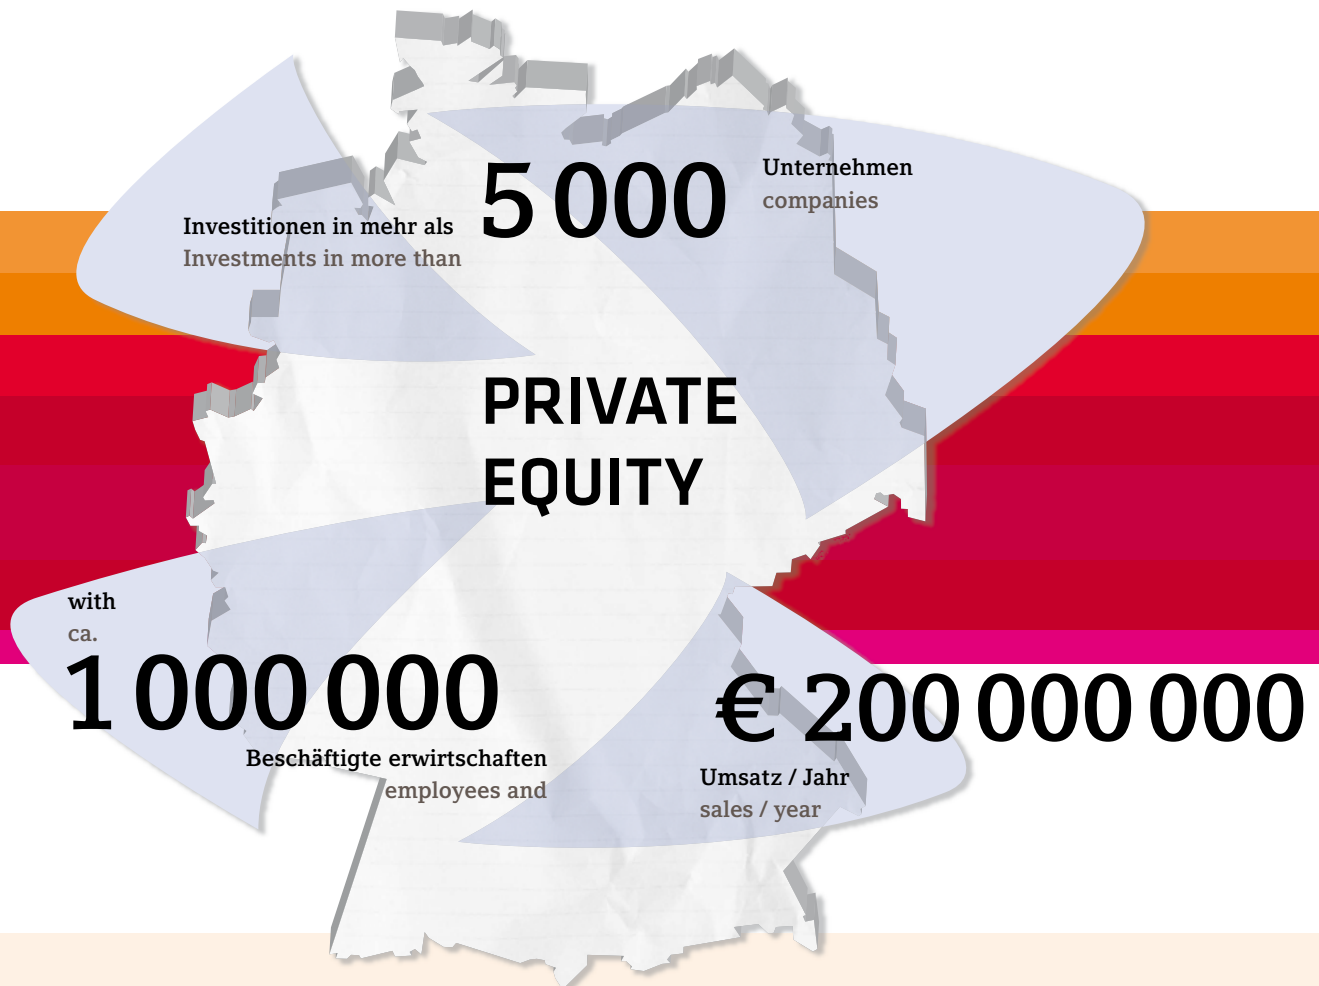 Investitionen in mehr als
Investments in more than
5 000
Unternehmen
companies
PRIVATE
EQUITY
with
ca.
1 000 000
Beschäftigte erwirtschaften
employees and
€ 200 000 000
Umsatz / Jahr
sales / year